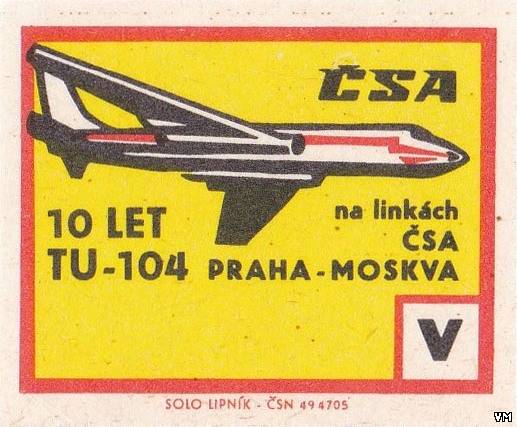 ČSA
10 LET
TU-104
na linkách
ČSA
PRAHA - MOSKVA
V
SOLO LIPNÍK - ČSN 49 4705
VM